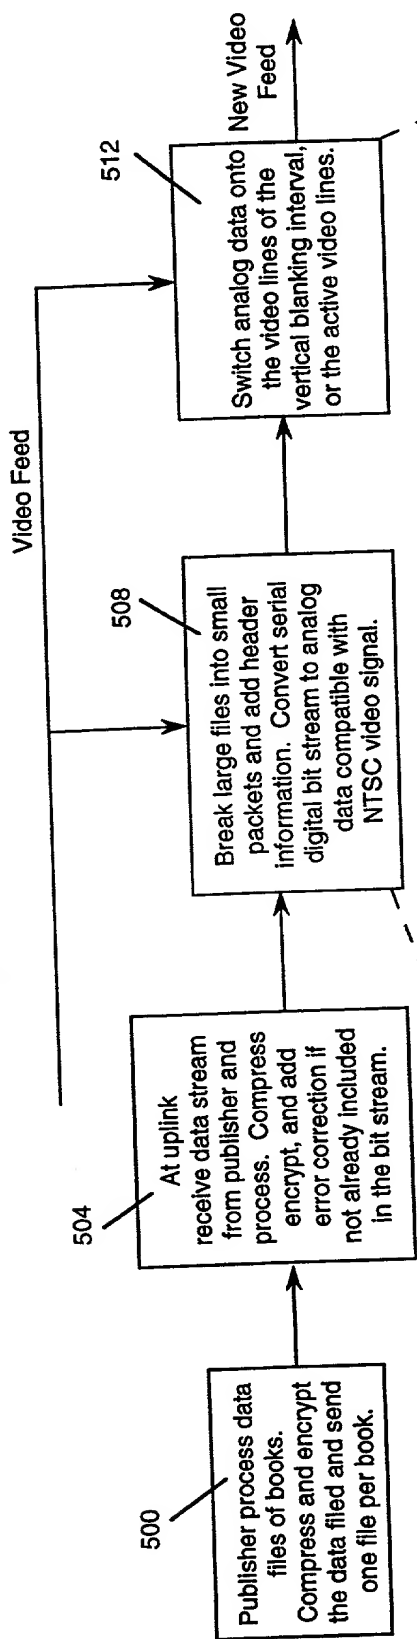 500
Publisher process data
files of books.
Compress and encrypt
the data filed and send
one file per book.
504
At uplink
receive data stream
from publisher and
process. Compress
encrypt, and add
error correction if
not already included
in the bit stream.
Video Feed
508
Break large files into small
packets and add header
information. Convert serial
digital bit stream to analog
data compatible with
NTSC video signal.
512
Switch analog data onto
the video lines of the
vertical blanking interval,
or the active video lines.
New Video
Feed